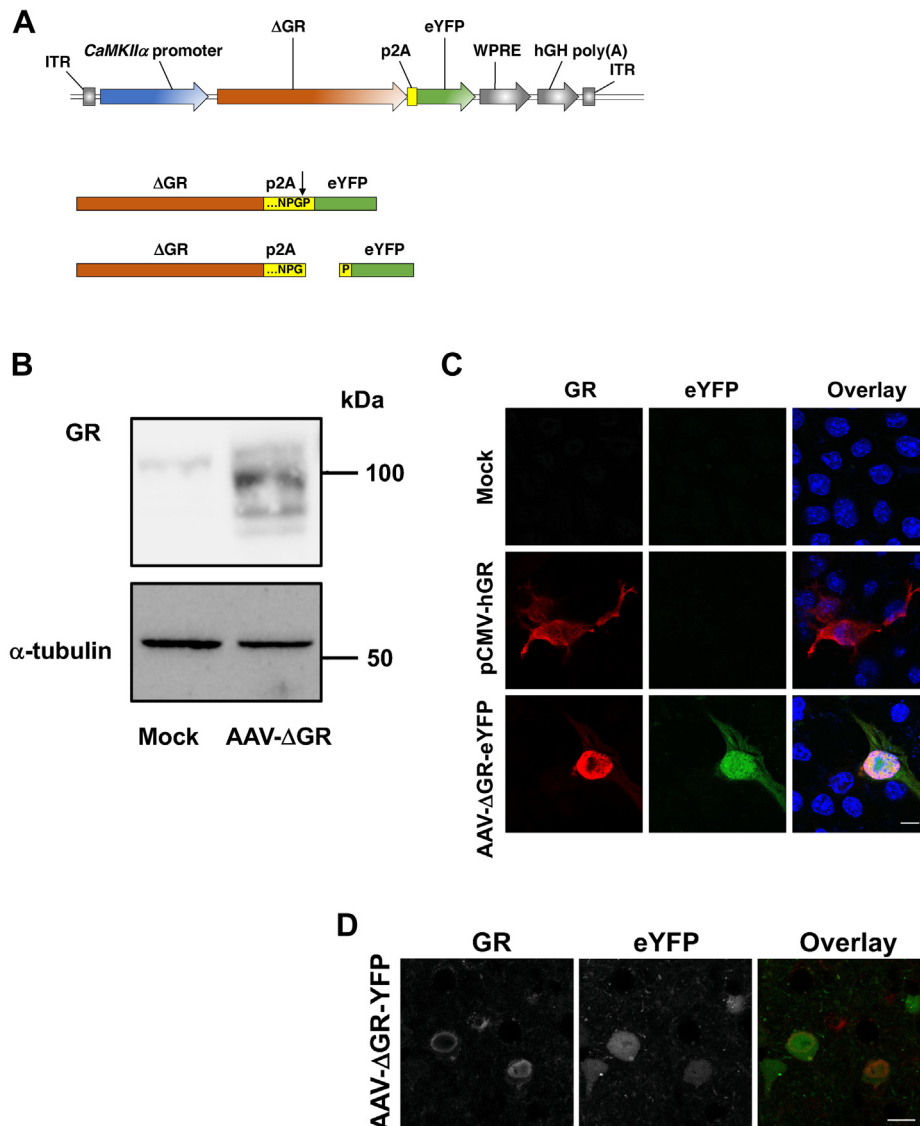 A
ΔGR
eYFP
CaMKIIα promoter
p2A
WPRE
hGH poly(A)
ITR
ITR
ΔGR
p2A
eYFP
...NPGP
ΔGR
p2A
eYFP
...NPG
P
B
kDa
GR
100
α-tubulin
50
Mock
AAV-ΔGR
C
GR
eYFP
Overlay
Mock
pCMV-hGR
AAV-ΔGR-eYFP
D
GR
eYFP
Overlay
AAV-ΔGR-YFP